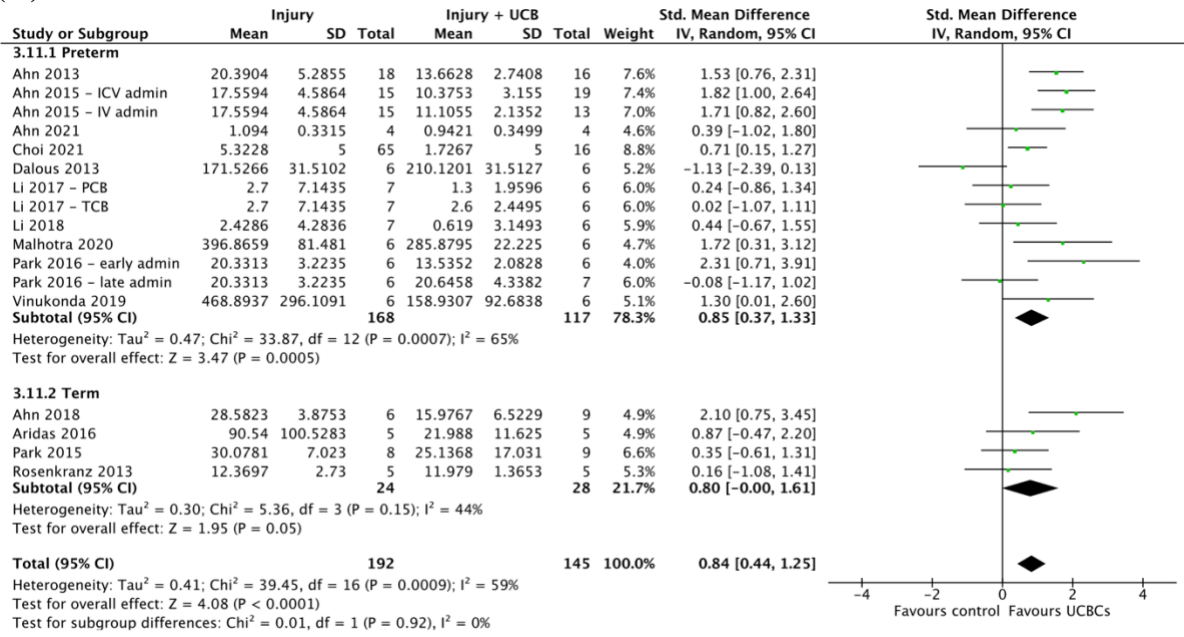 Injury Injury + UCB Std. Mean Difference Std. Mean Difference
Study or Subgroup Mean SD Total Mean SD Total Weight IV, Random, 95% CI IV, Random, 95% CI
3.11.1 Preterm
Ahn 2013 20.3904 5.2855 18 13.6628 2.7408 16 7.6% 1.53 [0.76, 2.31]
Ahn 2015 - ICV admin 17.5594 4.5864 15 10.3753 3.155 19 7.4% 1.82 [1.00, 2.64]
Ahn 2015 - IV admin 17.5594 4.5864 15 11.1055 2.1352 13 7.0% 1.71 [0.82, 2.60]
Ahn 2021 1.094 0.3315 4 0.9421 0.3499 4 4.6% 0.39 [-1.02, 1.80]
Choi 2021 5.3228 5 65 1.7267 5 16 8.8% 0.71 [0.15, 1.27]
Dalous 2013 171.5266 31.5102 6 210.1201 31.5127 6 5.2% -1.13 [-2.39, 0.13]
Li 2017 - PCB 2.7 7.1435 7 1.3 1.9596 6 6.0% 0.24 [-0.86, 1.34]
Li 2017 - TCB 2.7 7.1435 7 2.6 2.4495 6 6.0% 0.02 [-1.07, 1.11]
Li 2018 2.4286 4.2836 7 0.619 3.1493 6 5.9% 0.44 [-0.67, 1.55]
Malhotra 2020 396.8659 81.481 6 285.8795 22.225 6 4.7% 1.72 [0.31, 3.12]
Park 2016 - early admin 20.3313 3.2235 6 13.5352 2.0828 6 4.0% 2.31 [0.71, 3.91]
Park 2016 - late admin 20.3313 3.2235 6 20.6458 4.3382 7 6.0% -0.08 [-1.17, 1.02]
Vinukonda 2019 468.8937 296.1091 6 158.9307 92.6838 6 5.1% 1.30 [0.01, 2.60]
Subtotal (95% CI) 168 117 78.3% 0.85 [0.37, 1.33]
Heterogeneity: Tau² = 0.47; Chi² = 33.87, df = 12 (P = 0.0007); I² = 65%
Test for overall effect: Z = 3.47 (P = 0.0005)
3.11.2 Term
Ahn 2018 28.5823 3.8753 6 15.9767 6.5229 9 4.9% 2.10 [0.75, 3.45]
Aridas 2016 90.54 100.5283 5 21.988 11.625 5 4.9% 0.87 [-0.47, 2.20]
Park 2015 30.0781 7.023 8 25.1368 17.031 9 6.6% 0.35 [-0.61, 1.31]
Rosenkranz 2013 12.3697 2.73 5 11.979 1.3653 5 5.3% 0.16 [-1.08, 1.41]
Subtotal (95% CI) 24 28 21.7% 0.80 [-0.00, 1.61]
Heterogeneity: Tau² = 0.30; Chi² = 5.36, df = 3 (P = 0.15); I² = 44%
Test for overall effect: Z = 1.95 (P = 0.05)
Total (95% CI) 192 145 100.0% 0.84 [0.44, 1.25]
Heterogeneity: Tau² = 0.41; Chi² = 39.45, df = 16 (P = 0.0009); I² = 59%
Test for overall effect: Z = 4.08 (P < 0.0001)
Test for subgroup differences: Chi² = 0.01, df = 1 (P = 0.92), I² = 0%
-4 -2 0 2 4
Favours control Favours UCBCs